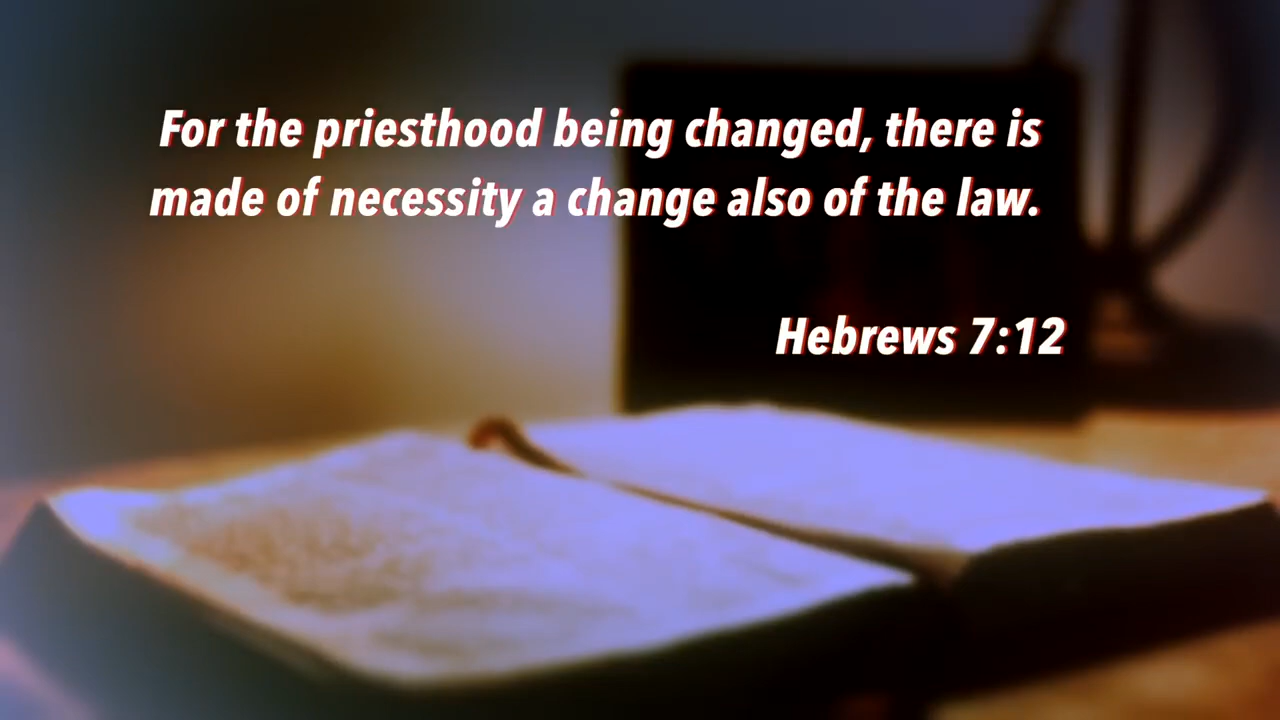 For the priesthood being changed, there is
made of necessity a change also of the law.
Hebrews 7:12